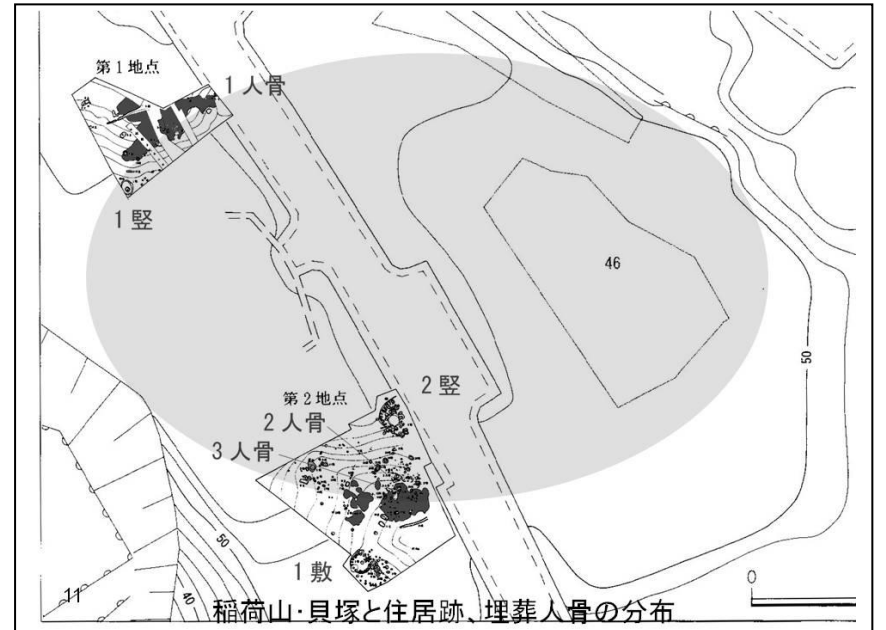 第1地点
1人骨
1竪
46
50
第2地点
2竪
2人骨
3人骨
1敷
50
40
0
11
稲荷山･貝塚と住居跡、埋葬人骨の分布